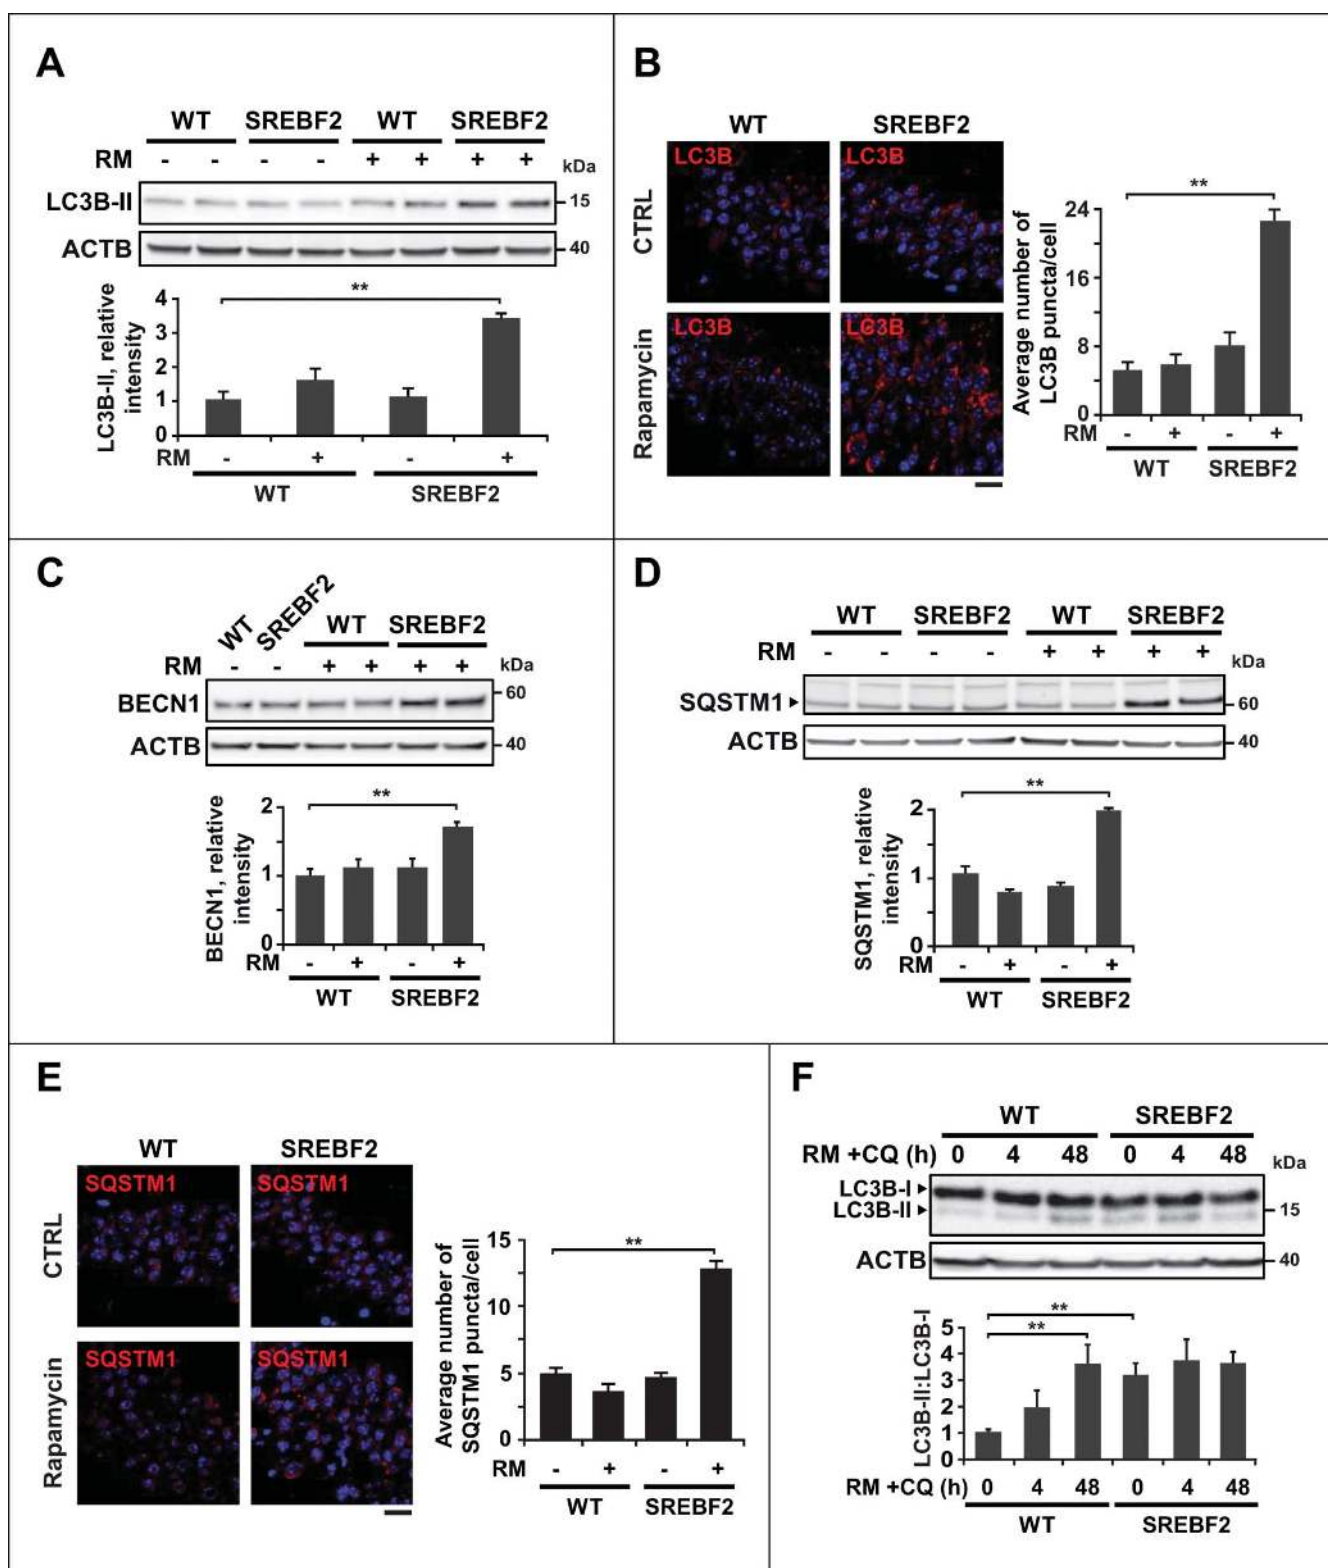 A
WT SREBF2 WT SREBF2
RM - - - - + + + + kDa
LC3B-II 15
ACTB 40
LC3B-II, relative
intensity
4
3
2
1
0
**
RM - + - +
WT SREBF2
B
WT SREBF2
CTRL
LC3B LC3B
Rapamycin
LC3B LC3B
Average number of
LC3B puncta/cell
24
16
8
0
**
RM - + - +
WT SREBF2
C
WT SREBF2 WT SREBF2
RM - - + + + + kDa
BECN1 60
ACTB 40
BECN1, relative
intensity
2
1
0
**
RM - + - +
WT SREBF2
D
WT SREBF2 WT SREBF2
RM - - - - + + + + kDa
SQSTM1 60
ACTB 40
SQSTM1, relative
intensity
2
1
0
**
RM - + - +
WT SREBF2
E
WT SREBF2
CTRL
SQSTM1 SQSTM1
Rapamycin
SQSTM1 SQSTM1
Average number of
SQSTM1 puncta/cell
15
10
5
0
**
RM - + - +
WT SREBF2
F
WT SREBF2
RM +CQ (h) 0 4 48 0 4 48 kDa
LC3B-I
LC3B-II 15
ACTB 40
LC3B-II:LC3B-I
5
4
3
2
1
0
**
**
RM +CQ (h) 0 4 48 0 4 48
WT SREBF2